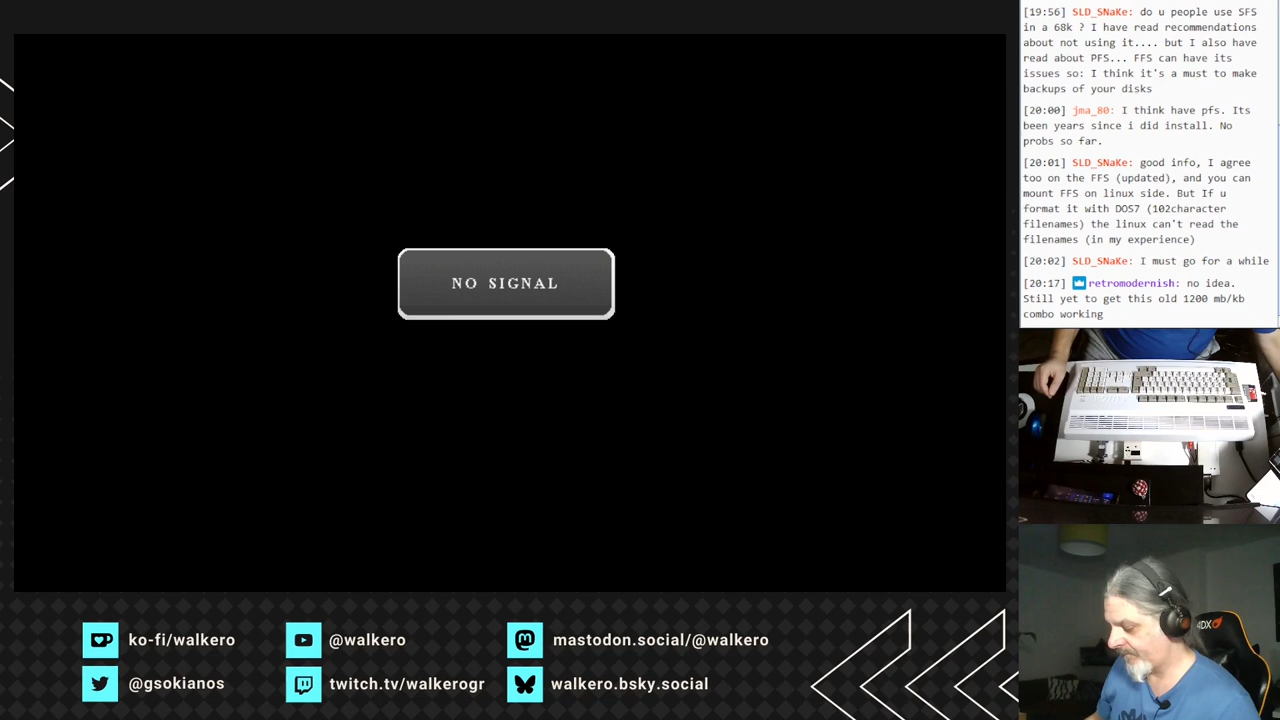 [19:56] SLD_SNaKe: do u people use SFS
in a 68k ? I have read recommendations
about not using it.... but I also have
read about PFS... FFS can have its
issues so: I think it's a must to make
backups of your disks
[20:00] jma_80: I think have pfs. Its
been years since i did install. No
probs so far.
[20:01] SLD_SNaKe: good info, I agree
too on the FFS (updated), and you can
mount FFS on linux side. But If u
format it with DOS7 (102character
filenames) the linux can't read the
filenames (in my experience)
[20:02] SLD_SNaKe: I must go for a while
[20:17] retromodernish: no idea.
Still yet to get this old 1200 mb/kb
combo working
NO SIGNAL
4DX
ko-fi/walkero
@walkero
mastodon.social/@walkero
@gsokianos
twitch.tv/walkerogr
walkero.bsky.social